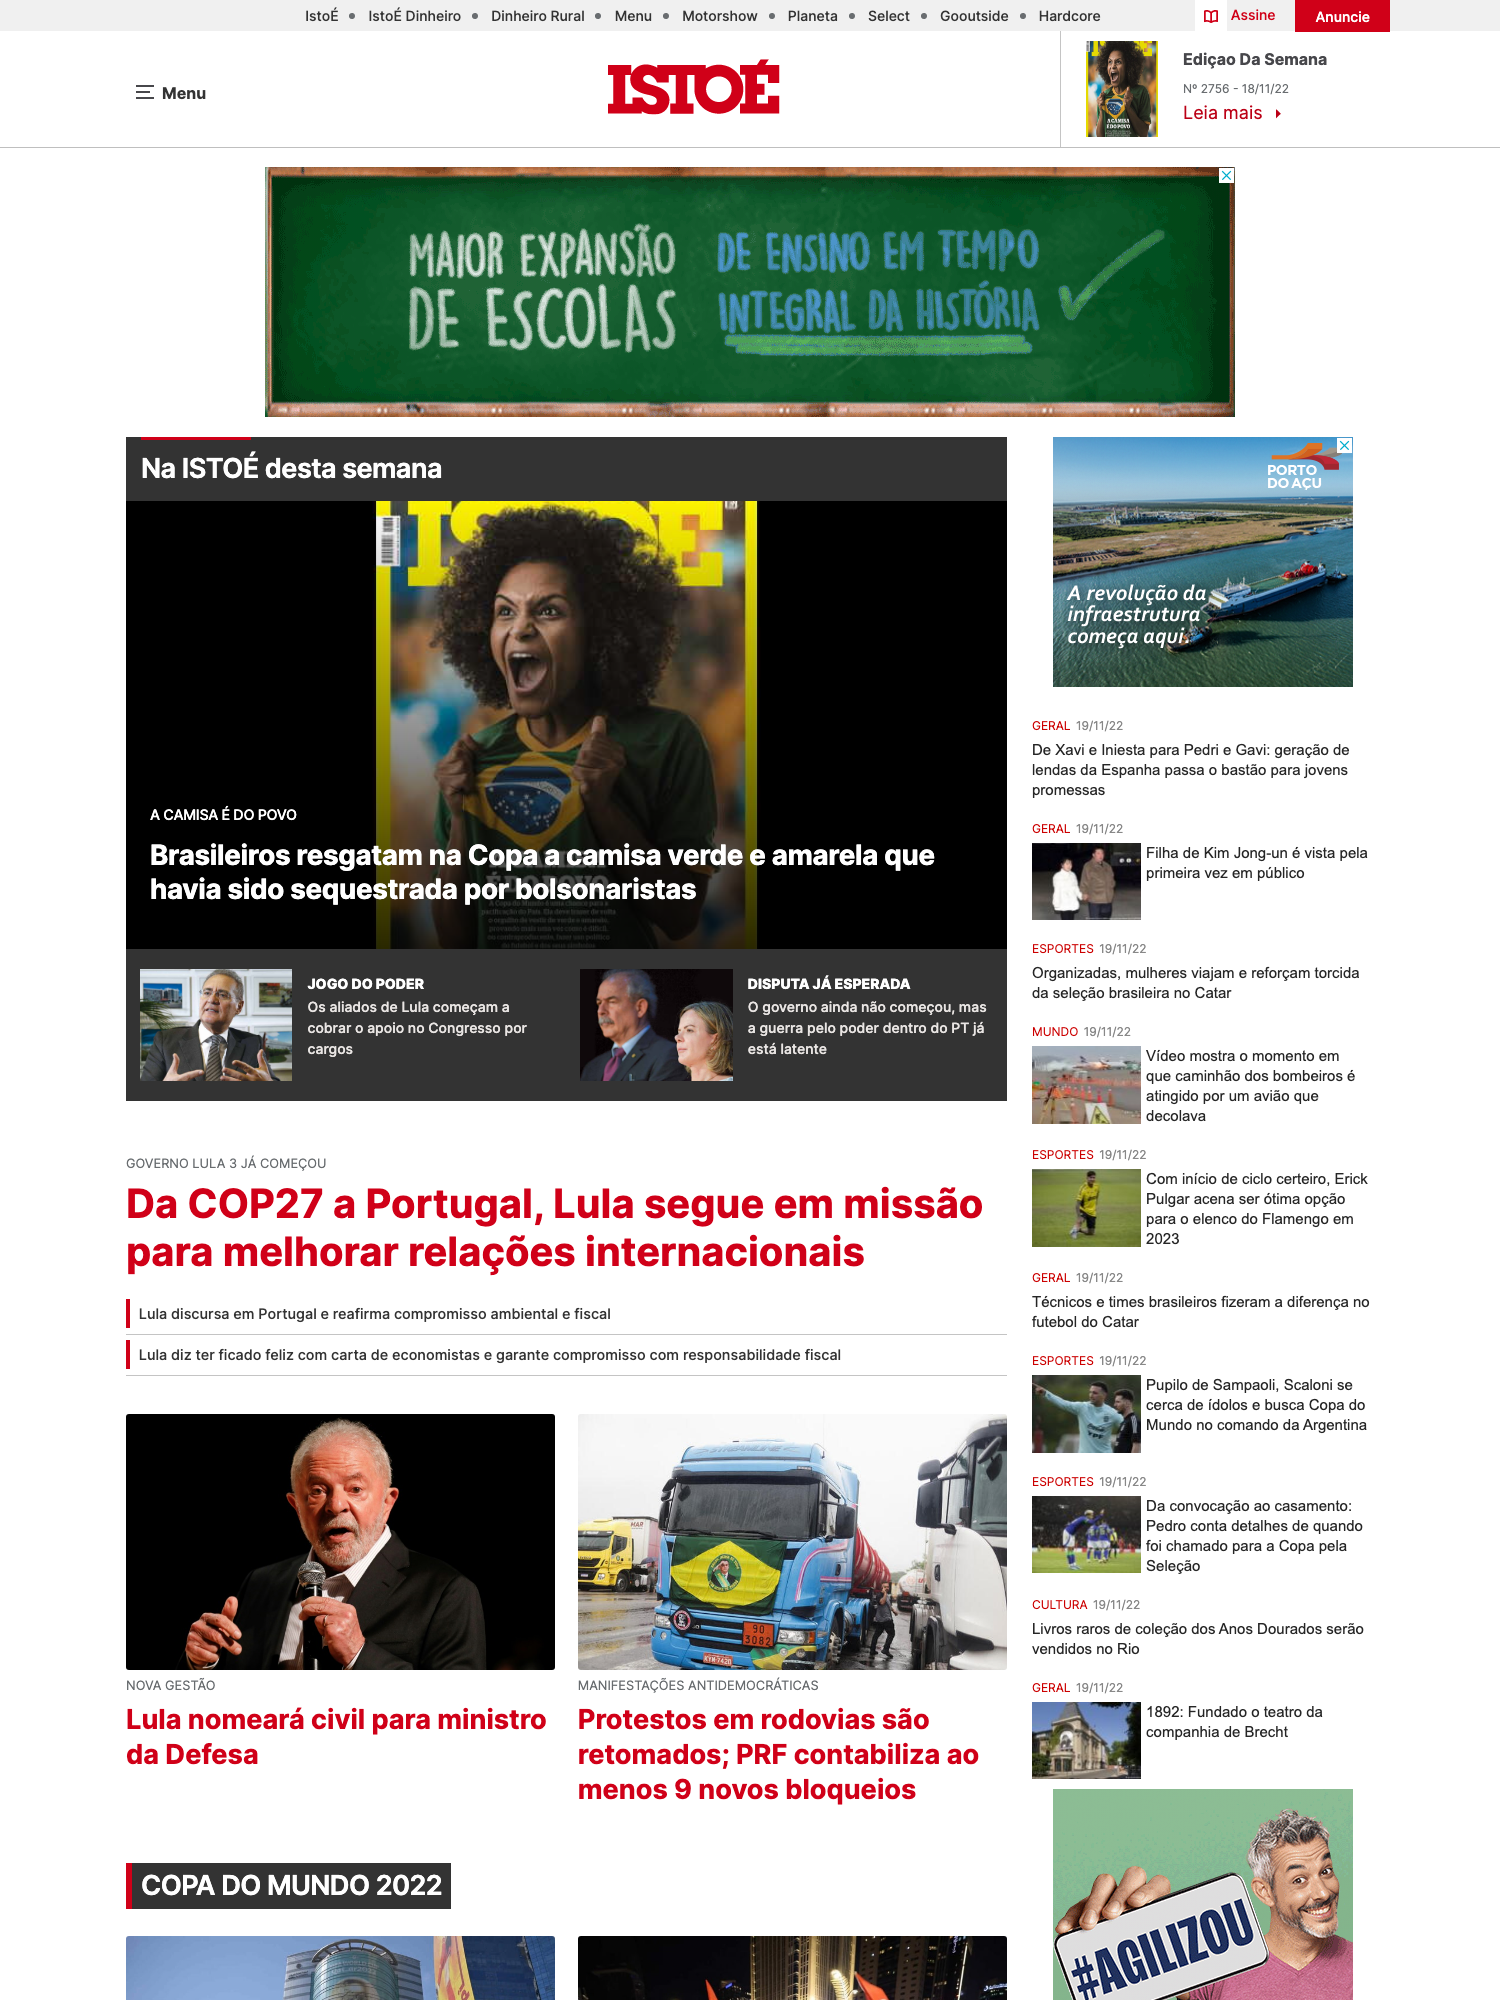 IstoÉ • IstoÉ Dinheiro • Dinheiro Rural • Menu • Motorshow • Planeta • Select • Gooutside • Hardcore
Assine
Anuncie
Menu
ISTOÉ
Ediçao Da Semana
Nº 2756 - 18/11/22
Leia mais
A CAMISA
É DO POVO
MAIOR EXPANSÃO
DE ESCOLAS
DE ENSINO EM TEMPO
INTEGRAL DA HISTÓRIA
Na ISTOÉ desta semana
ISTOÉ
A CAMISA É DO POVO
Brasileiros resgatam na Copa a camisa verde e amarela que
havia sido sequestrada por bolsonaristas
JOGO DO PODER
Os aliados de Lula começam a
cobrar o apoio no Congresso por
cargos
DISPUTA JÁ ESPERADA
O governo ainda não começou, mas
a guerra pelo poder dentro do PT já
está latente
GOVERNO LULA 3 JÁ COMEÇOU
Da COP27 a Portugal, Lula segue em missão
para melhorar relações internacionais
Lula discursa em Portugal e reafirma compromisso ambiental e fiscal
Lula diz ter ficado feliz com carta de economistas e garante compromisso com responsabilidade fiscal
NOVA GESTÃO
Lula nomeará civil para ministro
da Defesa
90
3082
MANIFESTAÇÕES ANTIDEMOCRÁTICAS
Protestos em rodovias são
retomados; PRF contabiliza ao
menos 9 novos bloqueios
COPA DO MUNDO 2022
PORTO
DO AÇU
A revolução da
infraestrutura
começa aqui.
GERAL 19/11/22
De Xavi e Iniesta para Pedri e Gavi: geração de
lendas da Espanha passa o bastão para jovens
promessas
GERAL 19/11/22
Filha de Kim Jong-un é vista pela
primeira vez em público
ESPORTES 19/11/22
Organizadas, mulheres viajam e reforçam torcida
da seleção brasileira no Catar
MUNDO 19/11/22
Vídeo mostra o momento em
que caminhão dos bombeiros é
atingido por um avião que
decolava
ESPORTES 19/11/22
Com início de ciclo certeiro, Erick
Pulgar acena ser ótima opção
para o elenco do Flamengo em
2023
GERAL 19/11/22
Técnicos e times brasileiros fizeram a diferença no
futebol do Catar
ESPORTES 19/11/22
Pupilo de Sampaoli, Scaloni se
cerca de ídolos e busca Copa do
Mundo no comando da Argentina
ESPORTES 19/11/22
Da convocação ao casamento:
Pedro conta detalhes de quando
foi chamado para a Copa pela
Seleção
CULTURA 19/11/22
Livros raros de coleção dos Anos Dourados serão
vendidos no Rio
GERAL 19/11/22
1892: Fundado o teatro da
companhia de Brecht
#AGILIZOU